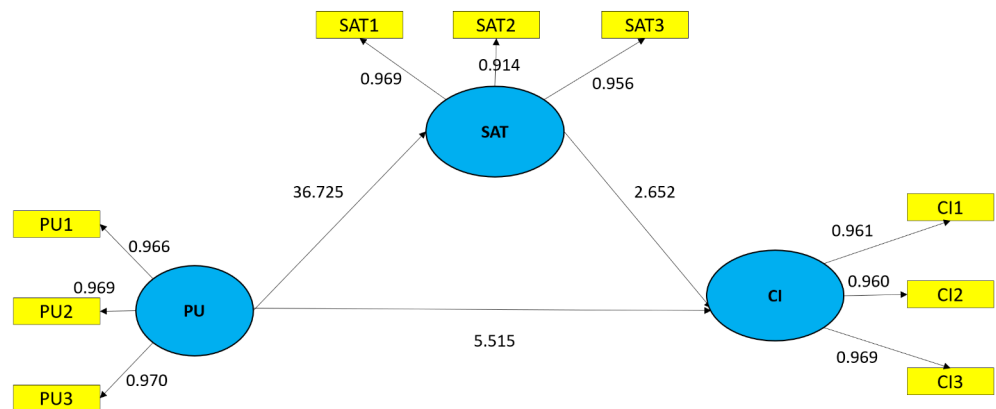 SAT1
SAT2
SAT3
0.969
0.914
0.956
SAT
36.725
2.652
PU1
0.966
0.969
PU2
PU
PU3
0.970
5.515
CI1
0.961
CI
0.960
CI2
0.969
CI3